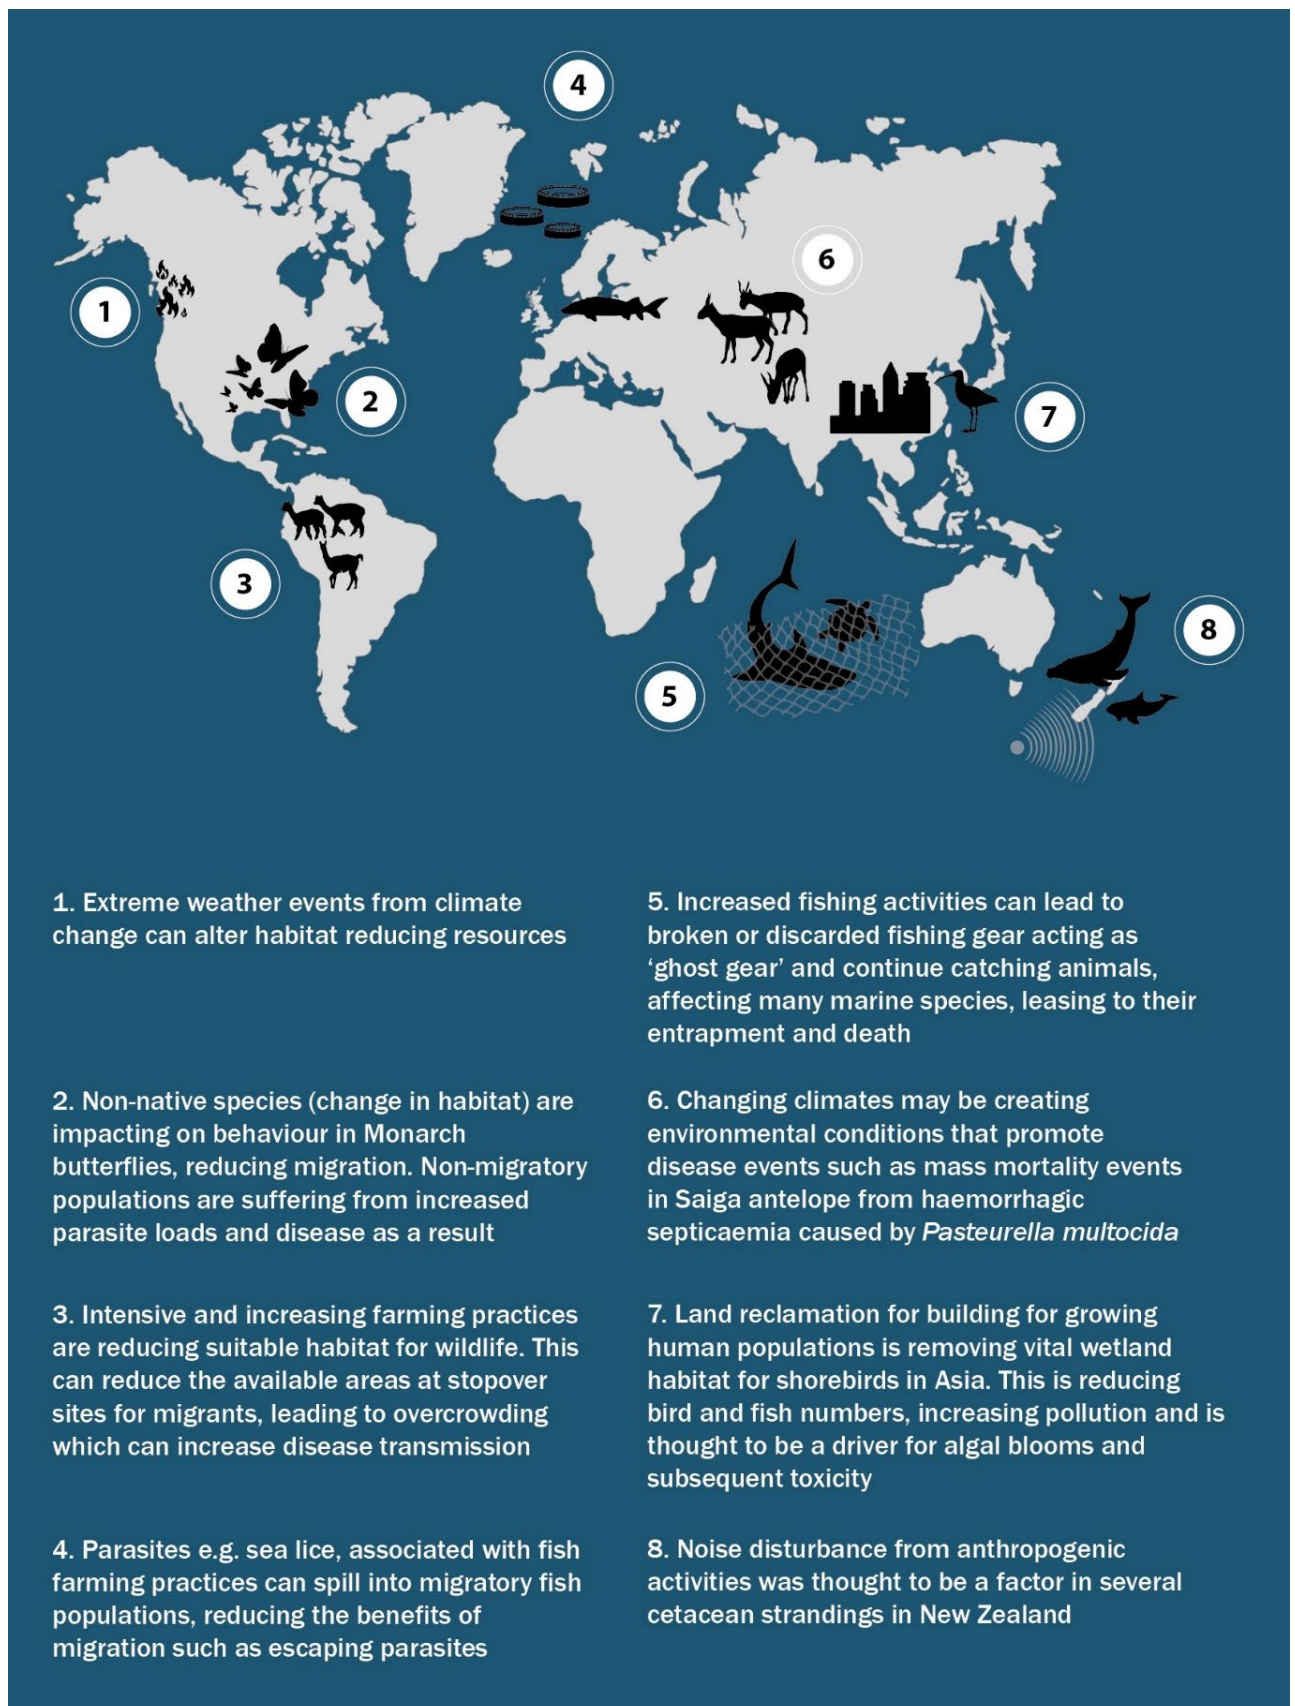 4
6
1
2
7
3
8
5
1. Extreme weather events from climate
change can alter habitat reducing resources
2. Non-native species (change in habitat) are
impacting on behaviour in Monarch
butterflies, reducing migration. Non-migratory
populations are suffering from increased
parasite loads and disease as a result
3. Intensive and increasing farming practices
are reducing suitable habitat for wildlife. This
can reduce the available areas at stopover
sites for migrants, leading to overcrowding
which can increase disease transmission
4. Parasites e.g. sea lice, associated with fish
farming practices can spill into migratory fish
populations, reducing the benefits of
migration such as escaping parasites
5. Increased fishing activities can lead to
broken or discarded fishing gear acting as
‘ghost gear’ and continue catching animals,
affecting many marine species, leasing to their
entrapment and death
6. Changing climates may be creating
environmental conditions that promote
disease events such as mass mortality events
in Saiga antelope from haemorrhagic
septicaemia caused by Pasteurella multocida
7. Land reclamation for building for growing
human populations is removing vital wetland
habitat for shorebirds in Asia. This is reducing
bird and fish numbers, increasing pollution and is
thought to be a driver for algal blooms and
subsequent toxicity
8. Noise disturbance from anthropogenic
activities was thought to be a factor in several
cetacean strandings in New Zealand